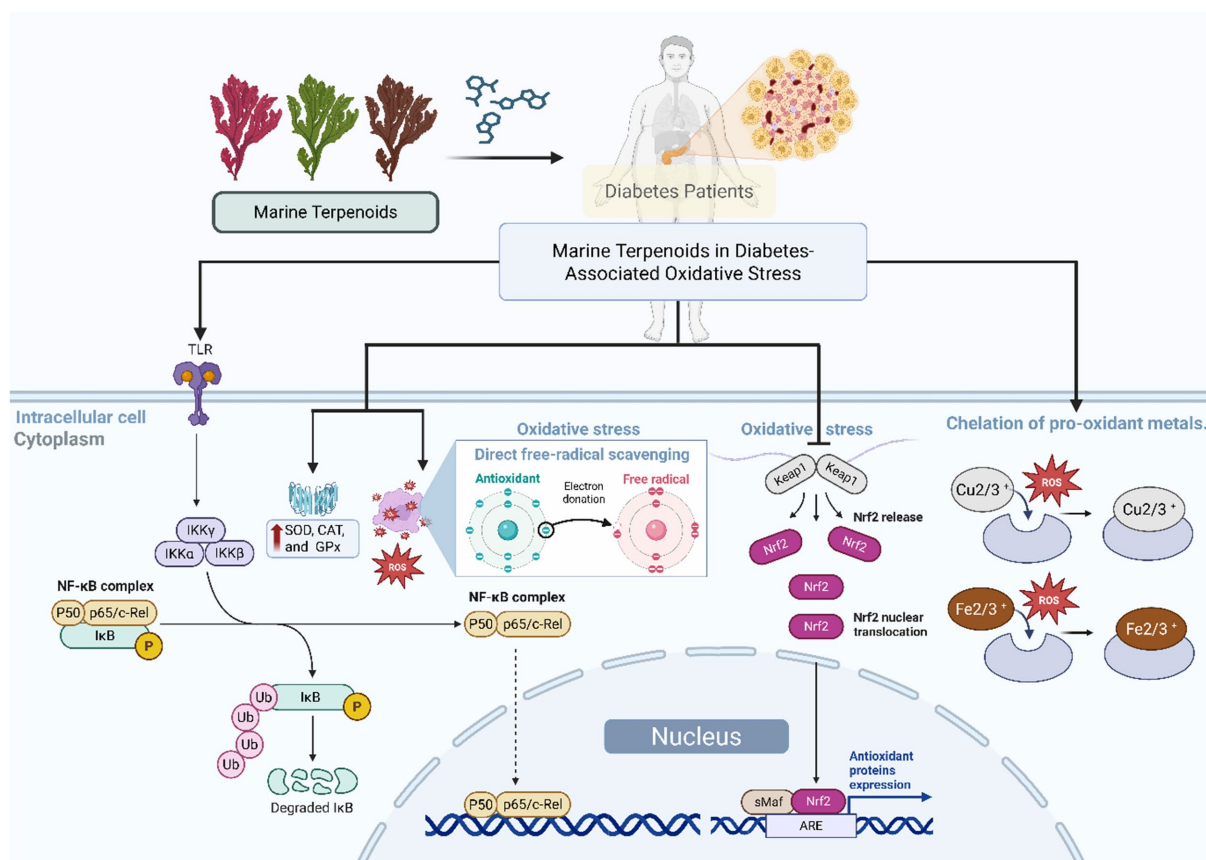 Marine Terpenoids
Diabetes Patients
Marine Terpenoids in Diabetes-
Associated Oxidative Stress
TLR
Intracellular cell
Cytoplasm
IKKγ
IKKα
IKKβ
NF-κB complex
P50
p65/c-Rel
IκB
P
Ub
Ub
Ub
Ub
IκB
P
Degraded IκB
SOD, CAT,
and GPx
ROS
Oxidative stress
Direct free-radical scavenging
Antioxidant
Electron
donation
Free radical
NF-κB complex
P50
p65/c-Rel
P50
p65/c-Rel
Oxidative stress
Keap1
Keap1
Nrf2 release
Nrf2
Nrf2
Nrf2
Nrf2
Nrf2 nuclear
translocation
Nucleus
Antioxidant
proteins
expression
sMaf
Nrf2
ARE
Chelation of pro-oxidant metals.
Cu2/3 +
ROS
Cu2/3 +
Fe2/3 +
ROS
Fe2/3 +